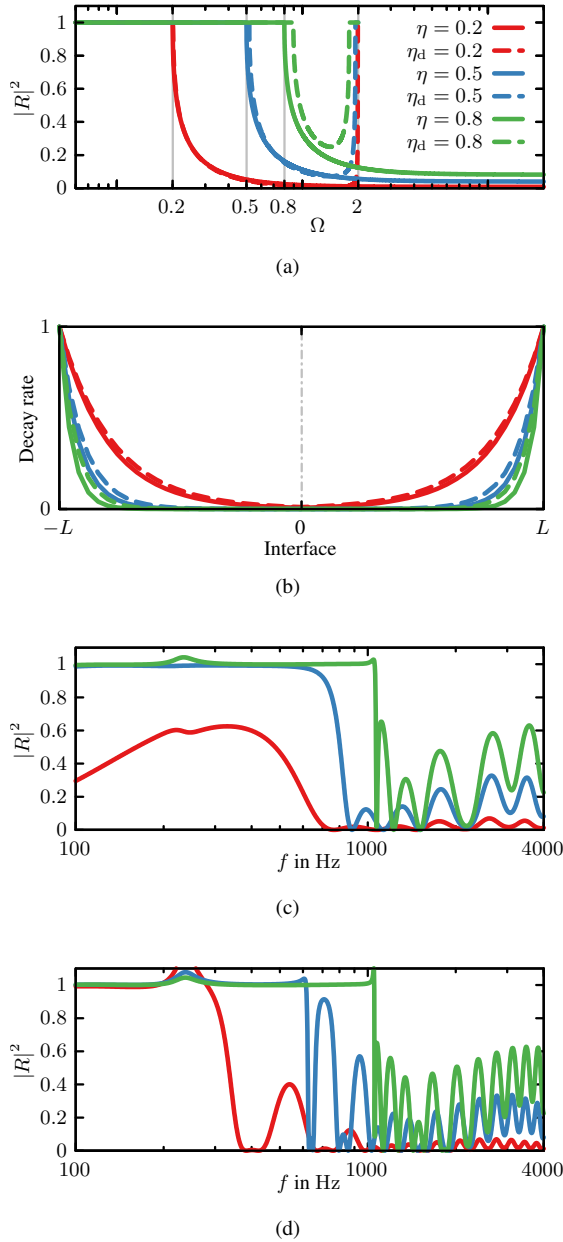 1
0.8
0.6
0.4
0.2
0
|R|²
0.2
0.5
0.8
2
Ω
η = 0.2
η_d = 0.2
η = 0.5
η_d = 0.5
η = 0.8
η_d = 0.8
(a)
1
0
Decay rate
−L
0
L
Interface
(b)
1
0.8
0.6
0.4
0.2
0
|R|²
100
1000
4000
f in Hz
(c)
1
0.8
0.6
0.4
0.2
0
|R|²
100
1000
4000
f in Hz
(d)